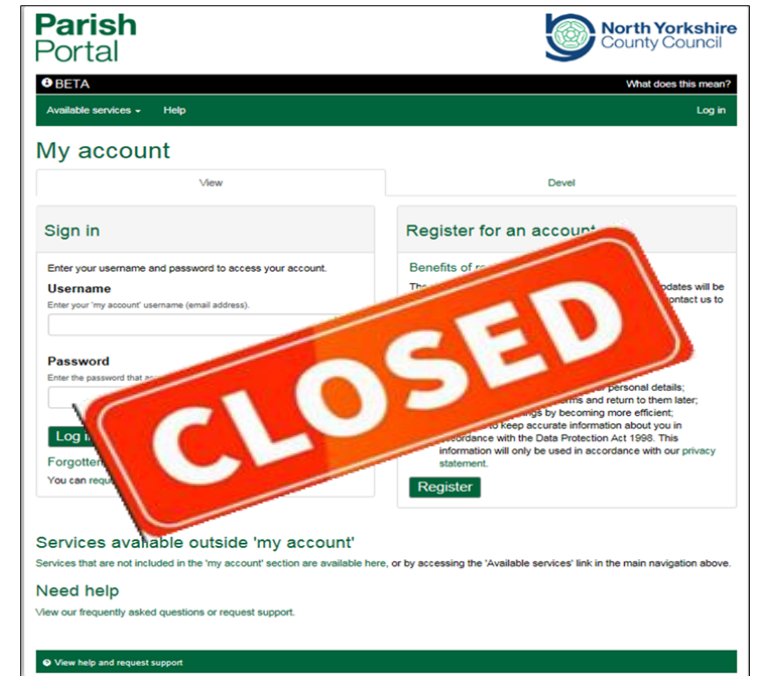 Parish
Portal
North Yorkshire
County Council
BETA
What does this mean?
Available services
Help
Log in
My account
View
Devel
Sign in
Enter your username and password to access your account.
Username
Enter your 'my account' username (email address).
Password
Enter the password that
Log
Forgotten
You can
Register for an account
Benefits of
updates will be
contact us to
personal details;
and return to them later;
by becoming more efficient;
to keep accurate information about you in
accordance with the Data Protection Act 1998. This
information will only be used in accordance with our privacy
statement.
Register
CLOSED
Services available outside 'my account'
Services that are not included in the 'my account' section are available here, or by accessing the 'Available services' link in the main navigation above.
Need help
View our frequently asked questions or request support.
View help and request support